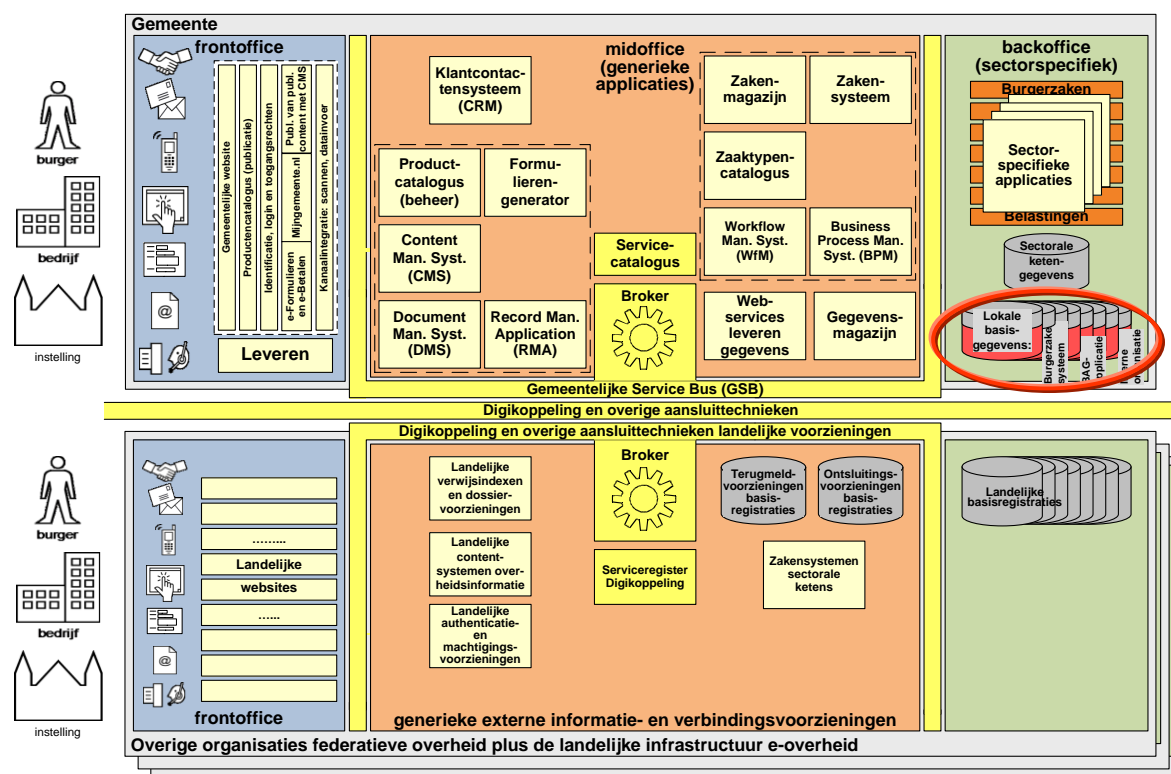 Gemeente
frontoffice
midoffice
(generieke
applicaties)
backoffice
(sectorspecifiek)
burger
bedrijf
instelling
Gemeentelijke website
Productencatalogus (publicatie)
Identificatie, login en toegangsrechten
e-Formulieren
en e-Betalen
Mijngemeente.nl
Publ. van publ.
content met CMS
Kanaalintegratie: scannen, datainvoer
Leveren
Klantcontac-
tensysteem
(CRM)
Product-
catalogus
(beheer)
Formu-
lieren-
generator
Content
Man. Syst.
(CMS)
Document
Man. Syst.
(DMS)
Record Man.
Application
(RMA)
Service-
catalogus
Broker
Zaken-
magazijn
Zaken-
systeem
Zaaktypen-
catalogus
Workflow
Man. Syst.
(WfM)
Business
Process Man.
Syst. (BPM)
Web-
services
leveren
gegevens
Gegevens-
magazijn
Burgerzaken
Sector-
specifieke
applicaties
Belastingen
Sectorale
keten-
gegevens
Lokale
basis-
gegevens:
systeem
Gemeentelijke Service Bus (GSB)
Digikoppeling en overige aansluittechnieken
Digikoppeling en overige aansluittechnieken landelijke voorzieningen
burger
bedrijf
instelling
……...
Landelijke
websites
…...
frontoffice
Landelijke
verwijsindexen
en dossier-
voorzieningen
Landelijke
content-
systemen over-
heidsinformatie
Landelijke
authenticatie-
en
machtigings-
voorzieningen
Broker
Serviceregister
Digikoppeling
Terugmeld-
voorzieningen
basis-
registraties
Ontsluitings-
voorzieningen
basis-
registraties
Zakensystemen
sectorale
ketens
Landelijke
basisregistraties
generieke externe informatie- en verbindingsvoorzieningen
Overige organisaties federatieve overheid plus de landelijke infrastructuur e-overheid